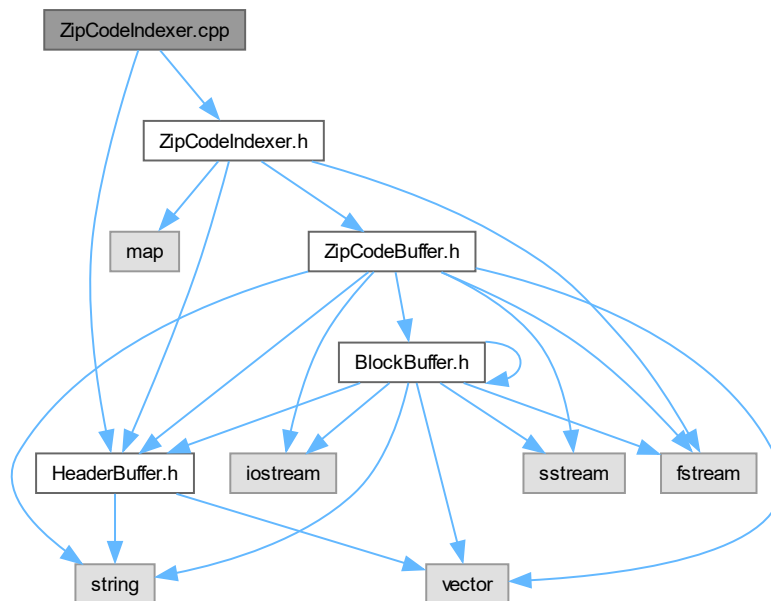 ZipCodeIndexer.cpp
ZipCodeIndexer.h
map
ZipCodeBuffer.h
BlockBuffer.h
HeaderBuffer.h
iostream
sstream
fstream
string
vector